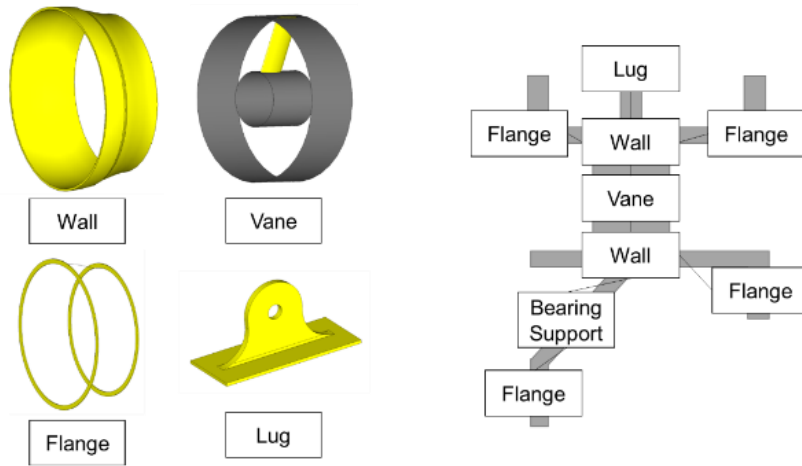 Wall
Vane
Flange
Lug
Lug
Flange
Wall
Flange
Vane
Wall
Flange
Bearing
Support
Flange